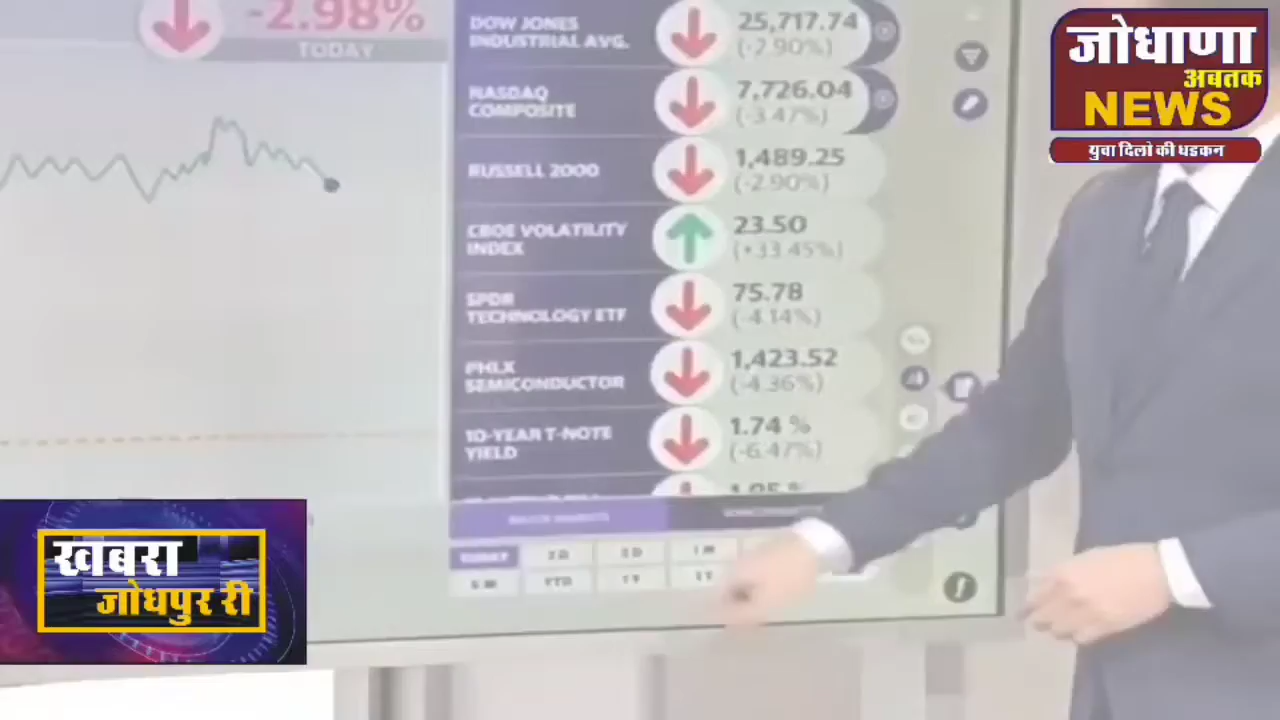 -2.98%
TODAY
DOW JONES
INDUSTRIAL AVG.
25,717.74
(-2.90%)
NASDAQ
COMPOSITE
7,726.04
(-3.47%)
RUSSELL 2000
1,489.25
(-2.90%)
CBOE VOLATILITY
INDEX
23.50
(+33.45%)
SPDR
TECHNOLOGY ETF
75.78
(-4.14%)
PHLX
SEMICONDUCTOR
1,423.52
(-4.36%)
10-YEAR T-NOTE
YIELD
1.74 %
(-6.47%)
TODAY
YTD
जोधाणा
अबतक
NEWS
युवा दिलो की धडकन
खबरा
जोधपुर री